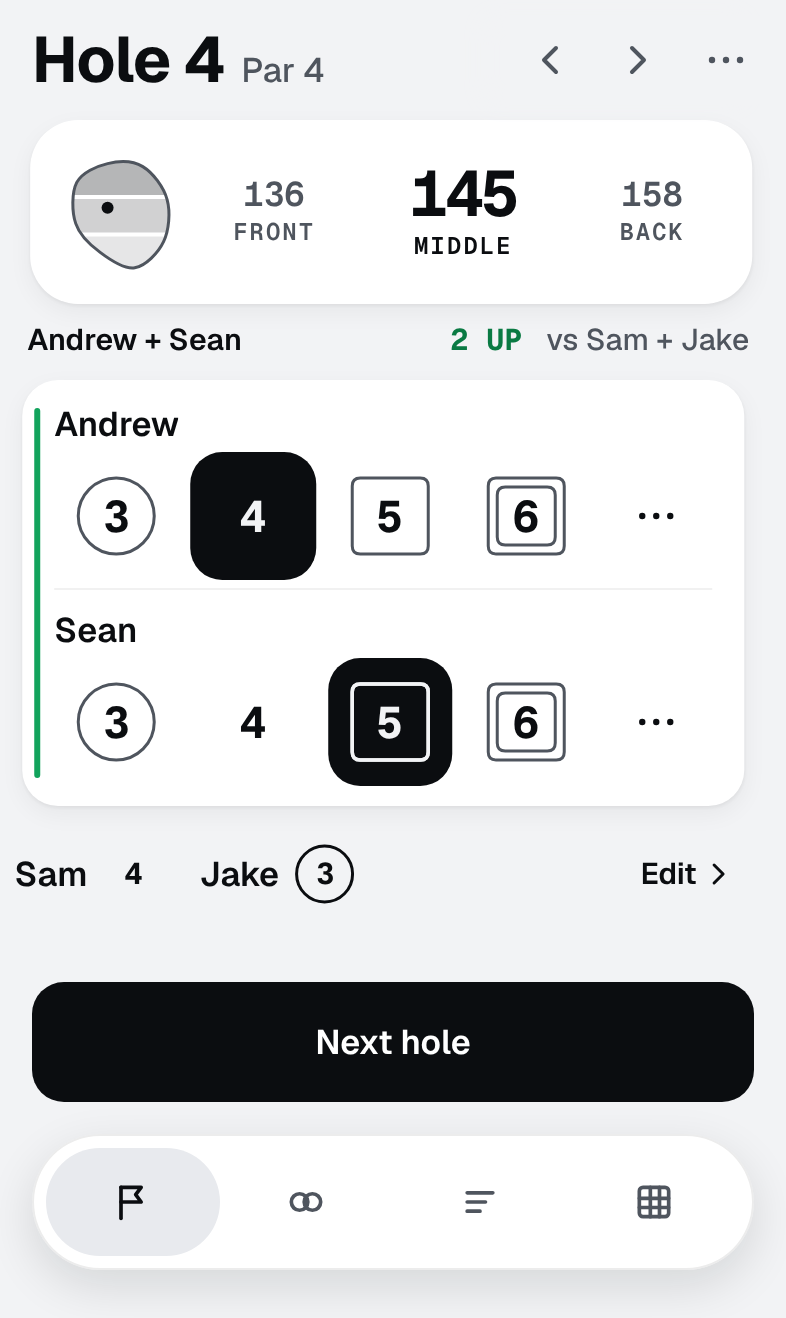 Hole 4 Par 4
136 145 158
FRONT MIDDLE BACK
Andrew + Sean 2 UP vs Sam + Jake
Andrew
3 4 5 6 ...
Sean
3 4 5 6 ...
Sam 4 Jake 3 Edit
Next hole